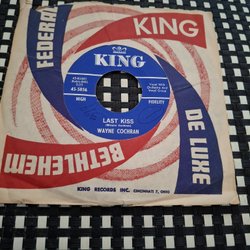 FEDERAL
KING
DE LUXE
BETHLEHEM
KING
45-5856
HIGH
FIDELITY
LAST KISS
WAYNE COCHRAN
KING RECORDS INC. CINCINNATI 7, OHIO